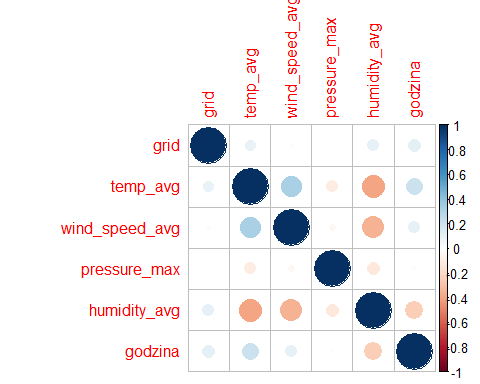 grid
temp_avg
wind_speed_avg
pressure_max
humidity_avg
godzina
grid
temp_avg
wind_speed_avg
pressure_max
humidity_avg
godzina
1
0.8
0.6
0.4
0.2
0
-0.2
-0.4
-0.6
-0.8
-1